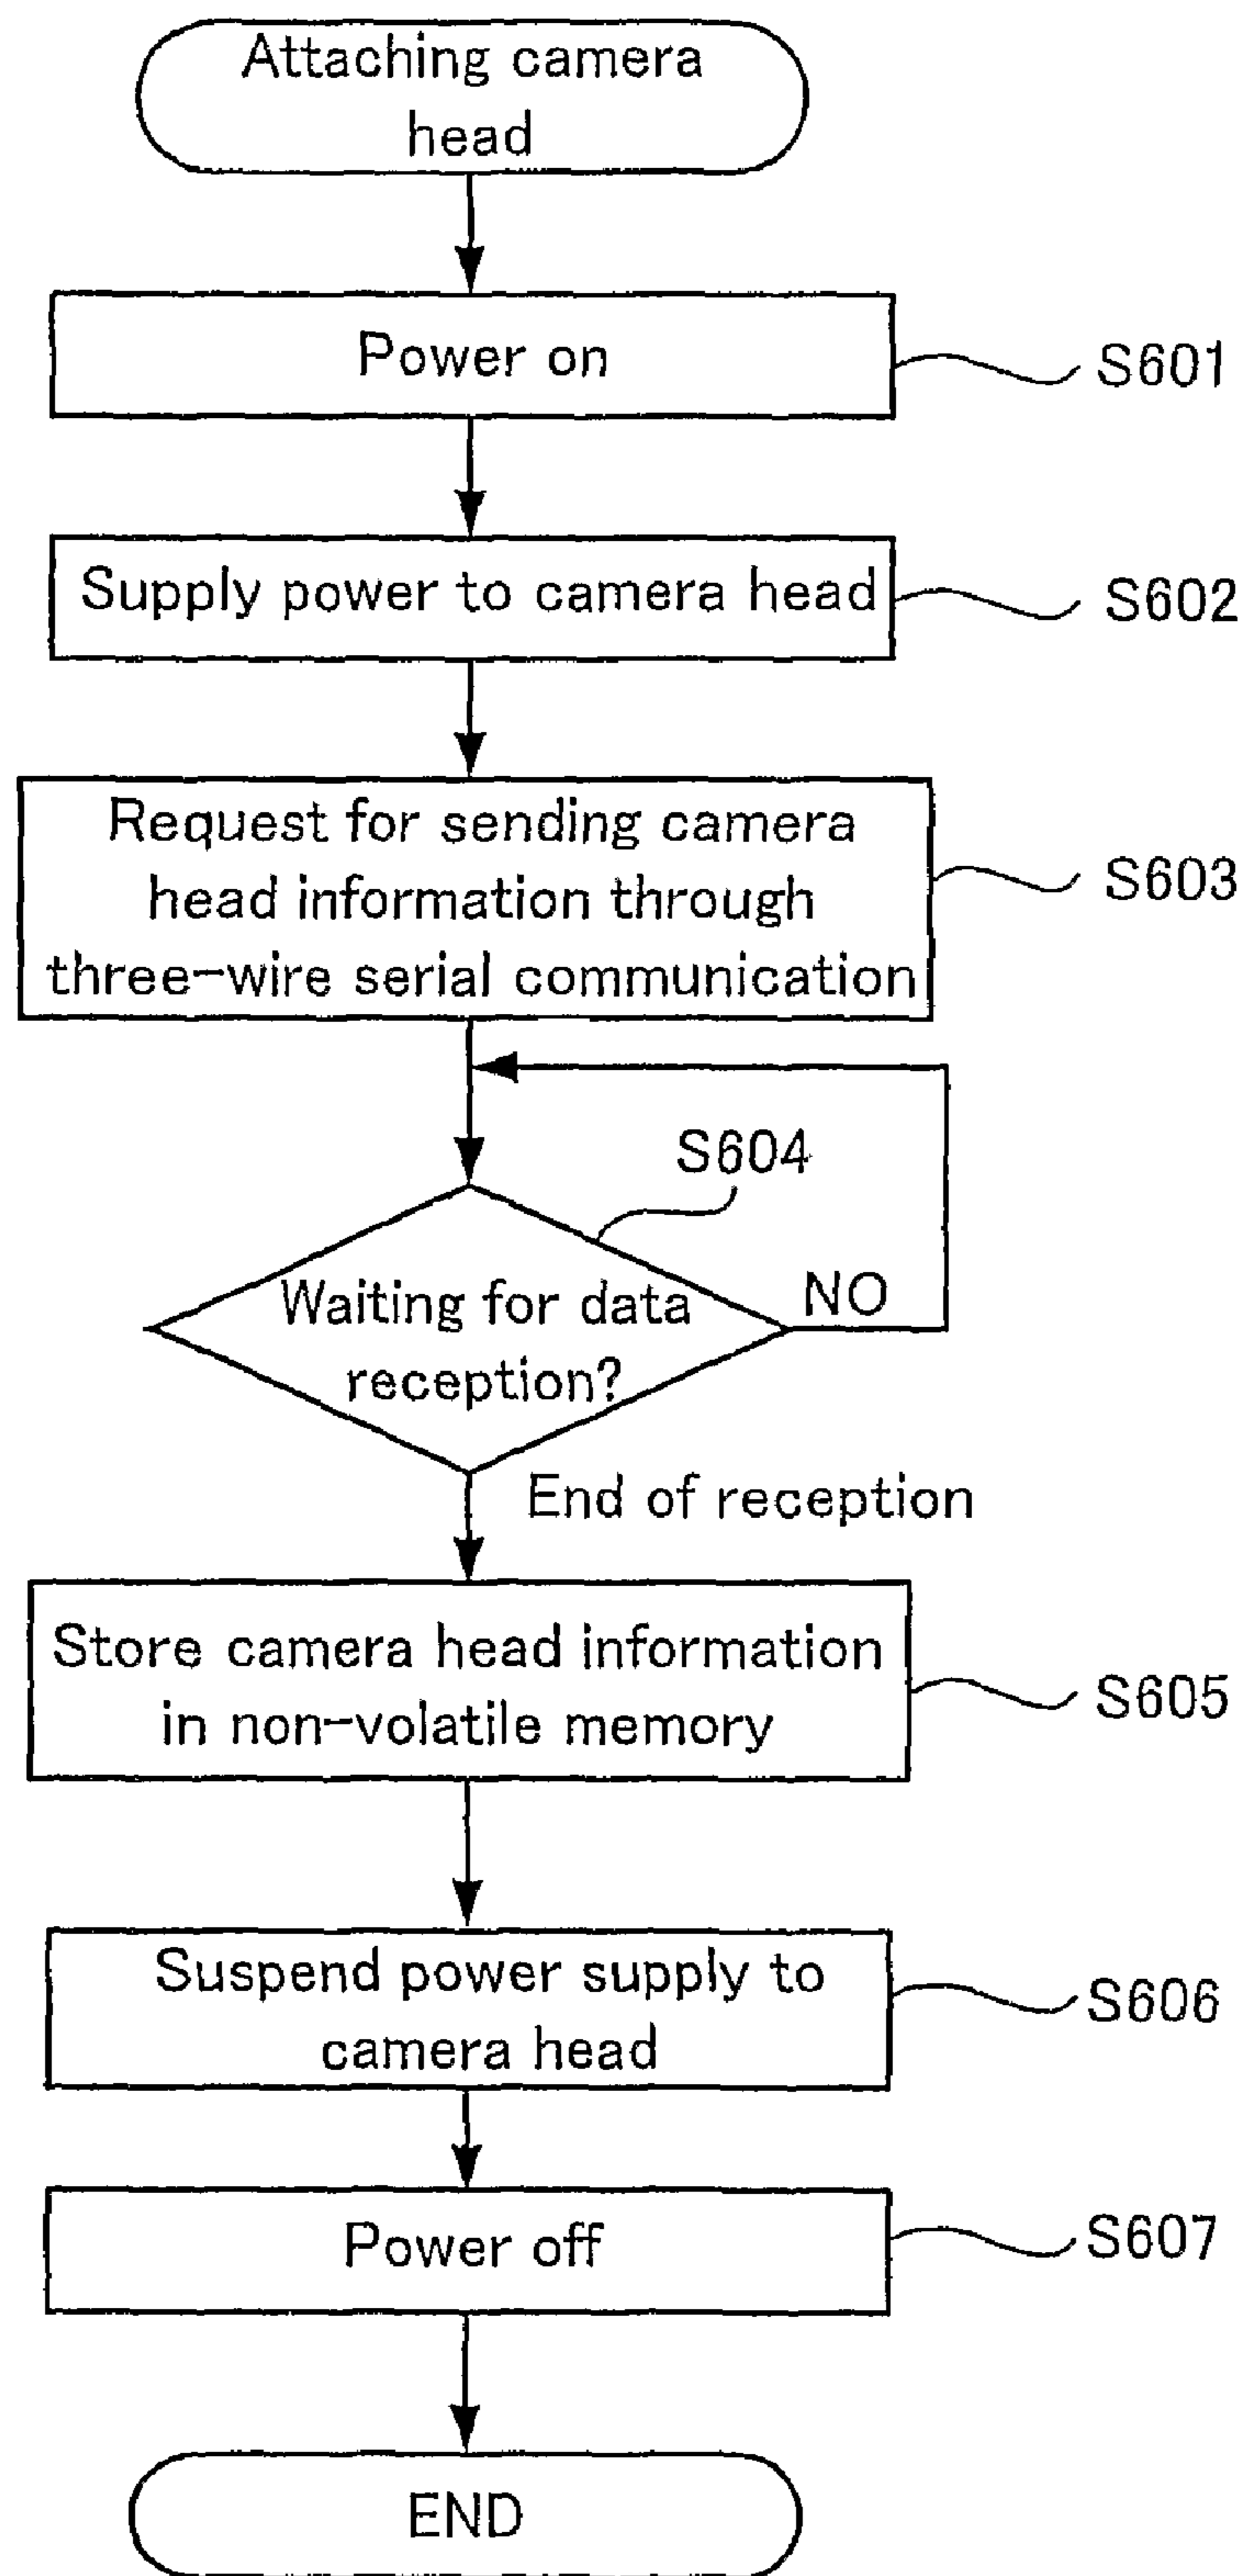 Attaching camera
head
Power on
S601
Supply power to camera head
S602
Request for sending camera
head information through
three-wire serial communication
S603
S604
Waiting for data
reception?
NO
End of reception
Store camera head information
in non-volatile memory
S605
Suspend power supply to
camera head
S606
Power off
S607
END